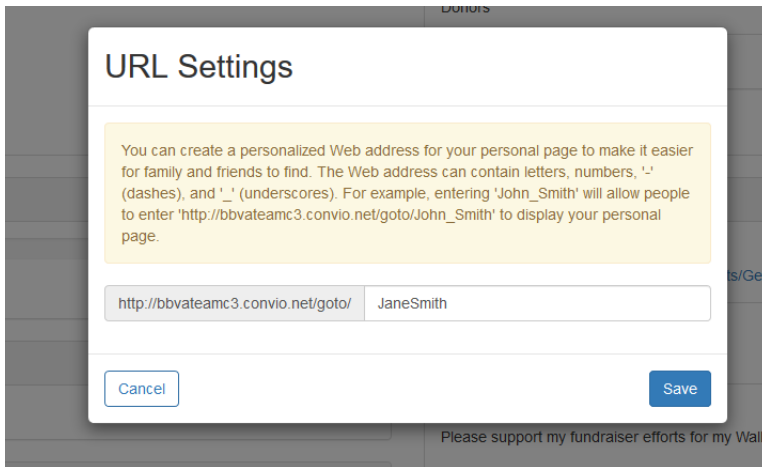 Donors
URL Settings
You can create a personalized Web address for your personal page to make it easier
for family and friends to find. The Web address can contain letters, numbers, '-'
(dashes), and '_' (underscores). For example, entering 'John_Smith' will allow people
to enter 'http://bbvateamc3.convio.net/goto/John_Smith' to display your personal
page.
ts/Ge
http://bbvateamc3.convio.net/goto/ JaneSmith
Cancel Save
Please support my fundraiser efforts for my Wal